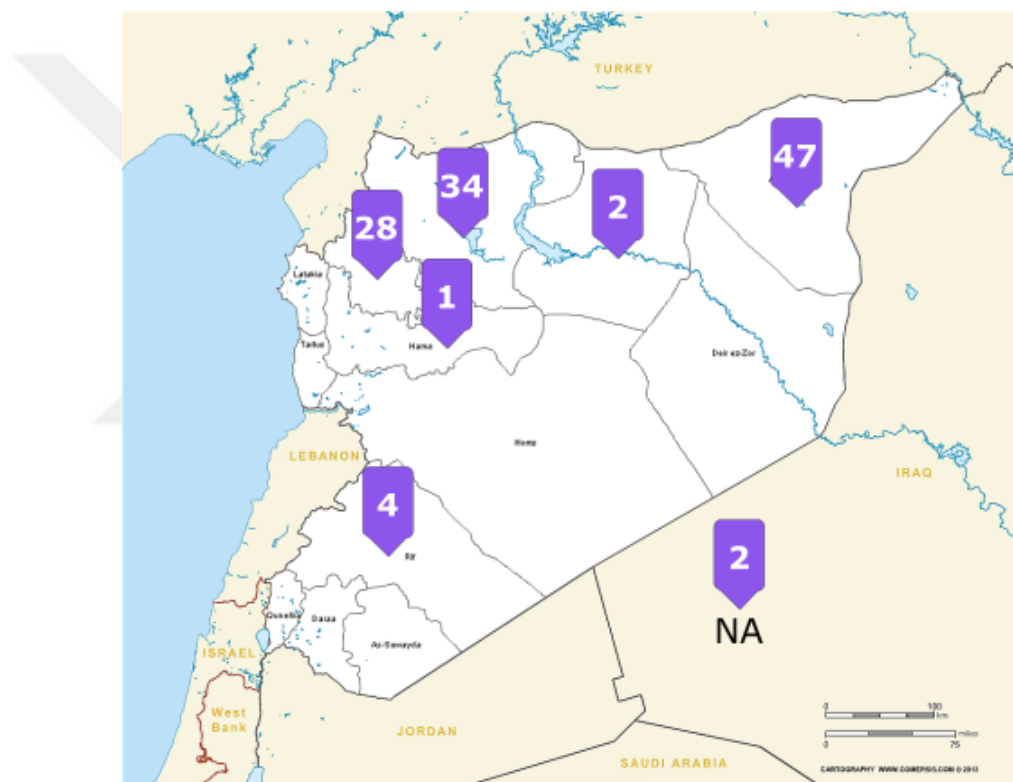 TURKEY
47
34
2
28
Latakia
1
Tartus
Hama
Deir ez-Zor
Homs
LEBANON
IRAQ
4
Rif
2
NA
Quneitra
Daraa
As-Suwayda
ISRAEL
West
Bank
JORDAN
SAUDI ARABIA
0 100
km
miles
0 75
CARTOGRAPHY WWW.COMERSIS.COM © 2013